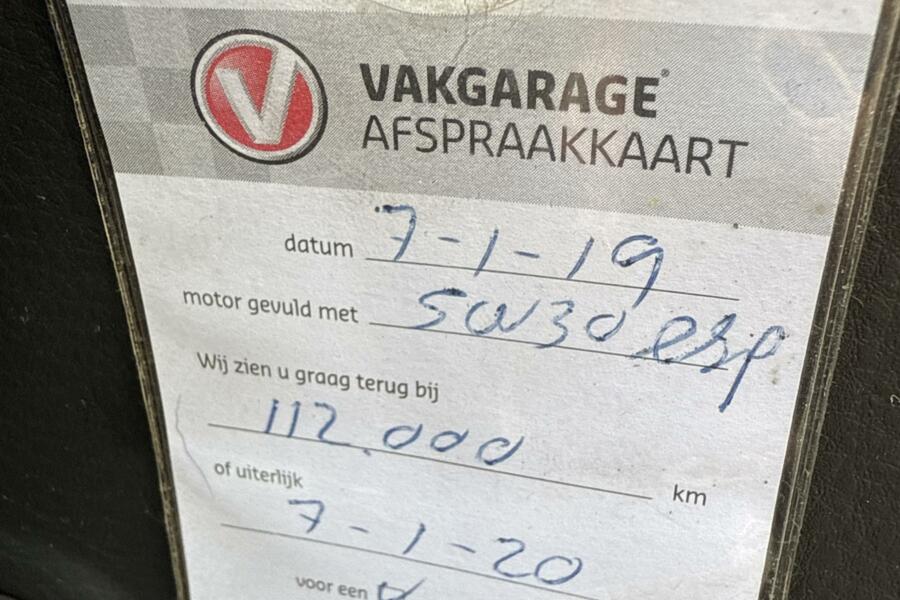 V VAKGARAGE®
AFSPRAAKKAART
datum 7-1-19
motor gevuld met 5W30 esp
Wij zien u graag terug bij
112.000 km
of uiterlijk
7-1-20
voor een